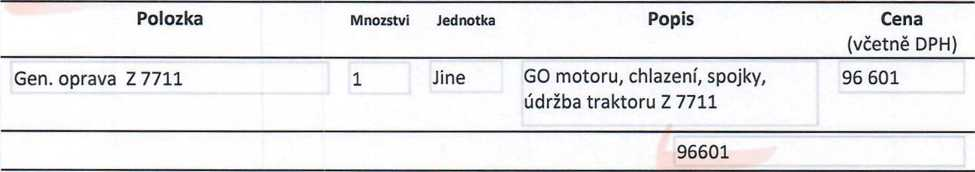 Polozka Mnozstvi Jednotka Popis Cena
(včetně DPH)
Gen. oprava Z 7711 1 Jine GO motoru, chlazení, spojky, 96 601
údržba traktoru Z 7711
96601